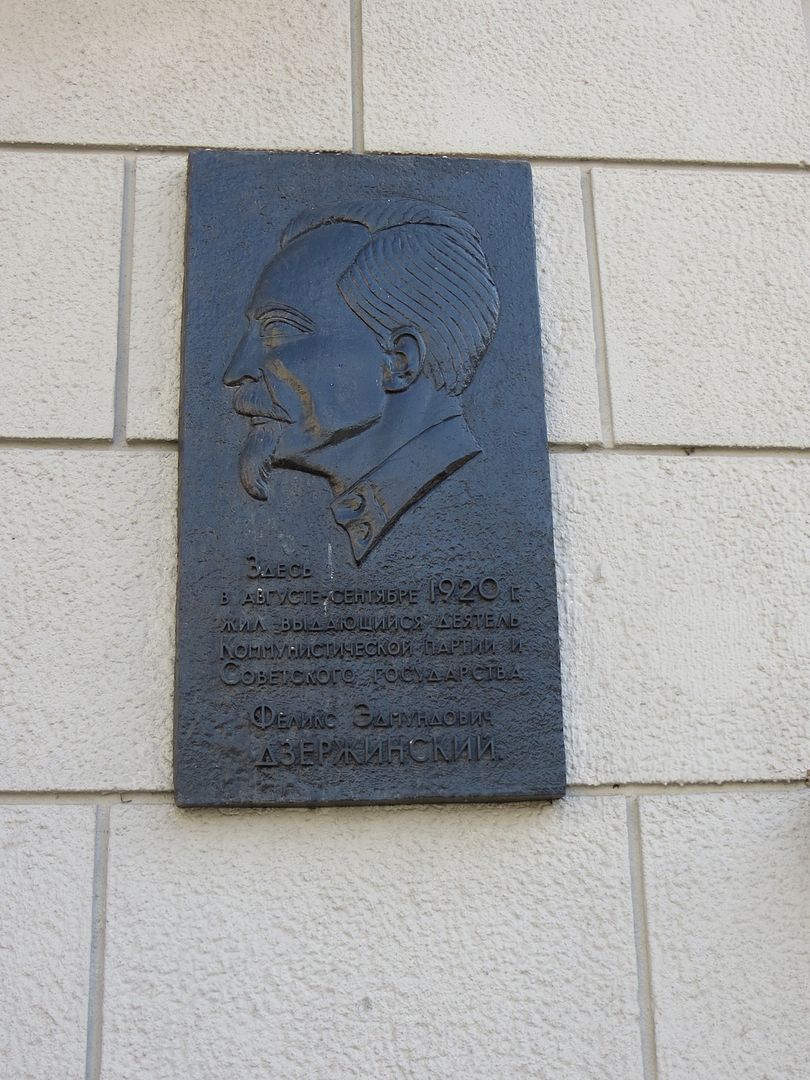 Здесь
в августе-сентябре 1920 г.
жил выдающийся деятель
Коммунистической партии и
Советского государства
Феликс Эдмундович
ДЗЕРЖИНСКИЙ.